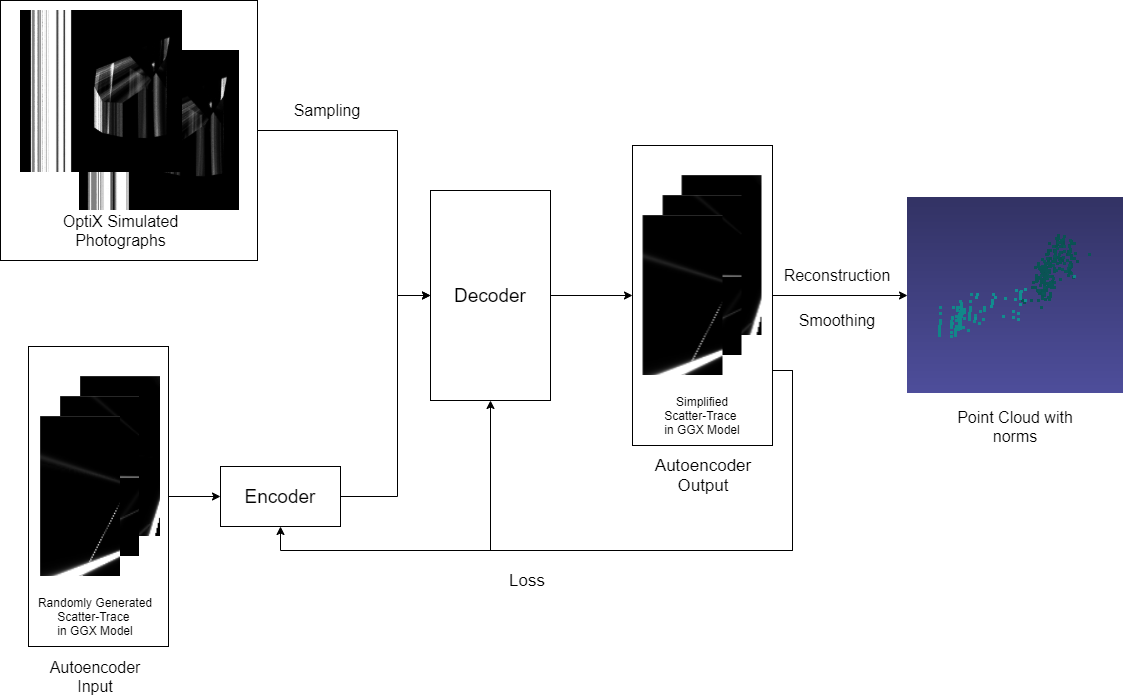 OptiX Simulated
Photographs
Sampling
Decoder
Simplified
Scatter-Trace
in GGX Model
Autoencoder
Output
Reconstruction
Smoothing
Point Cloud with
norms
Encoder
Loss
Randomly Generated
Scatter-Trace
in GGX Model
Autoencoder
Input